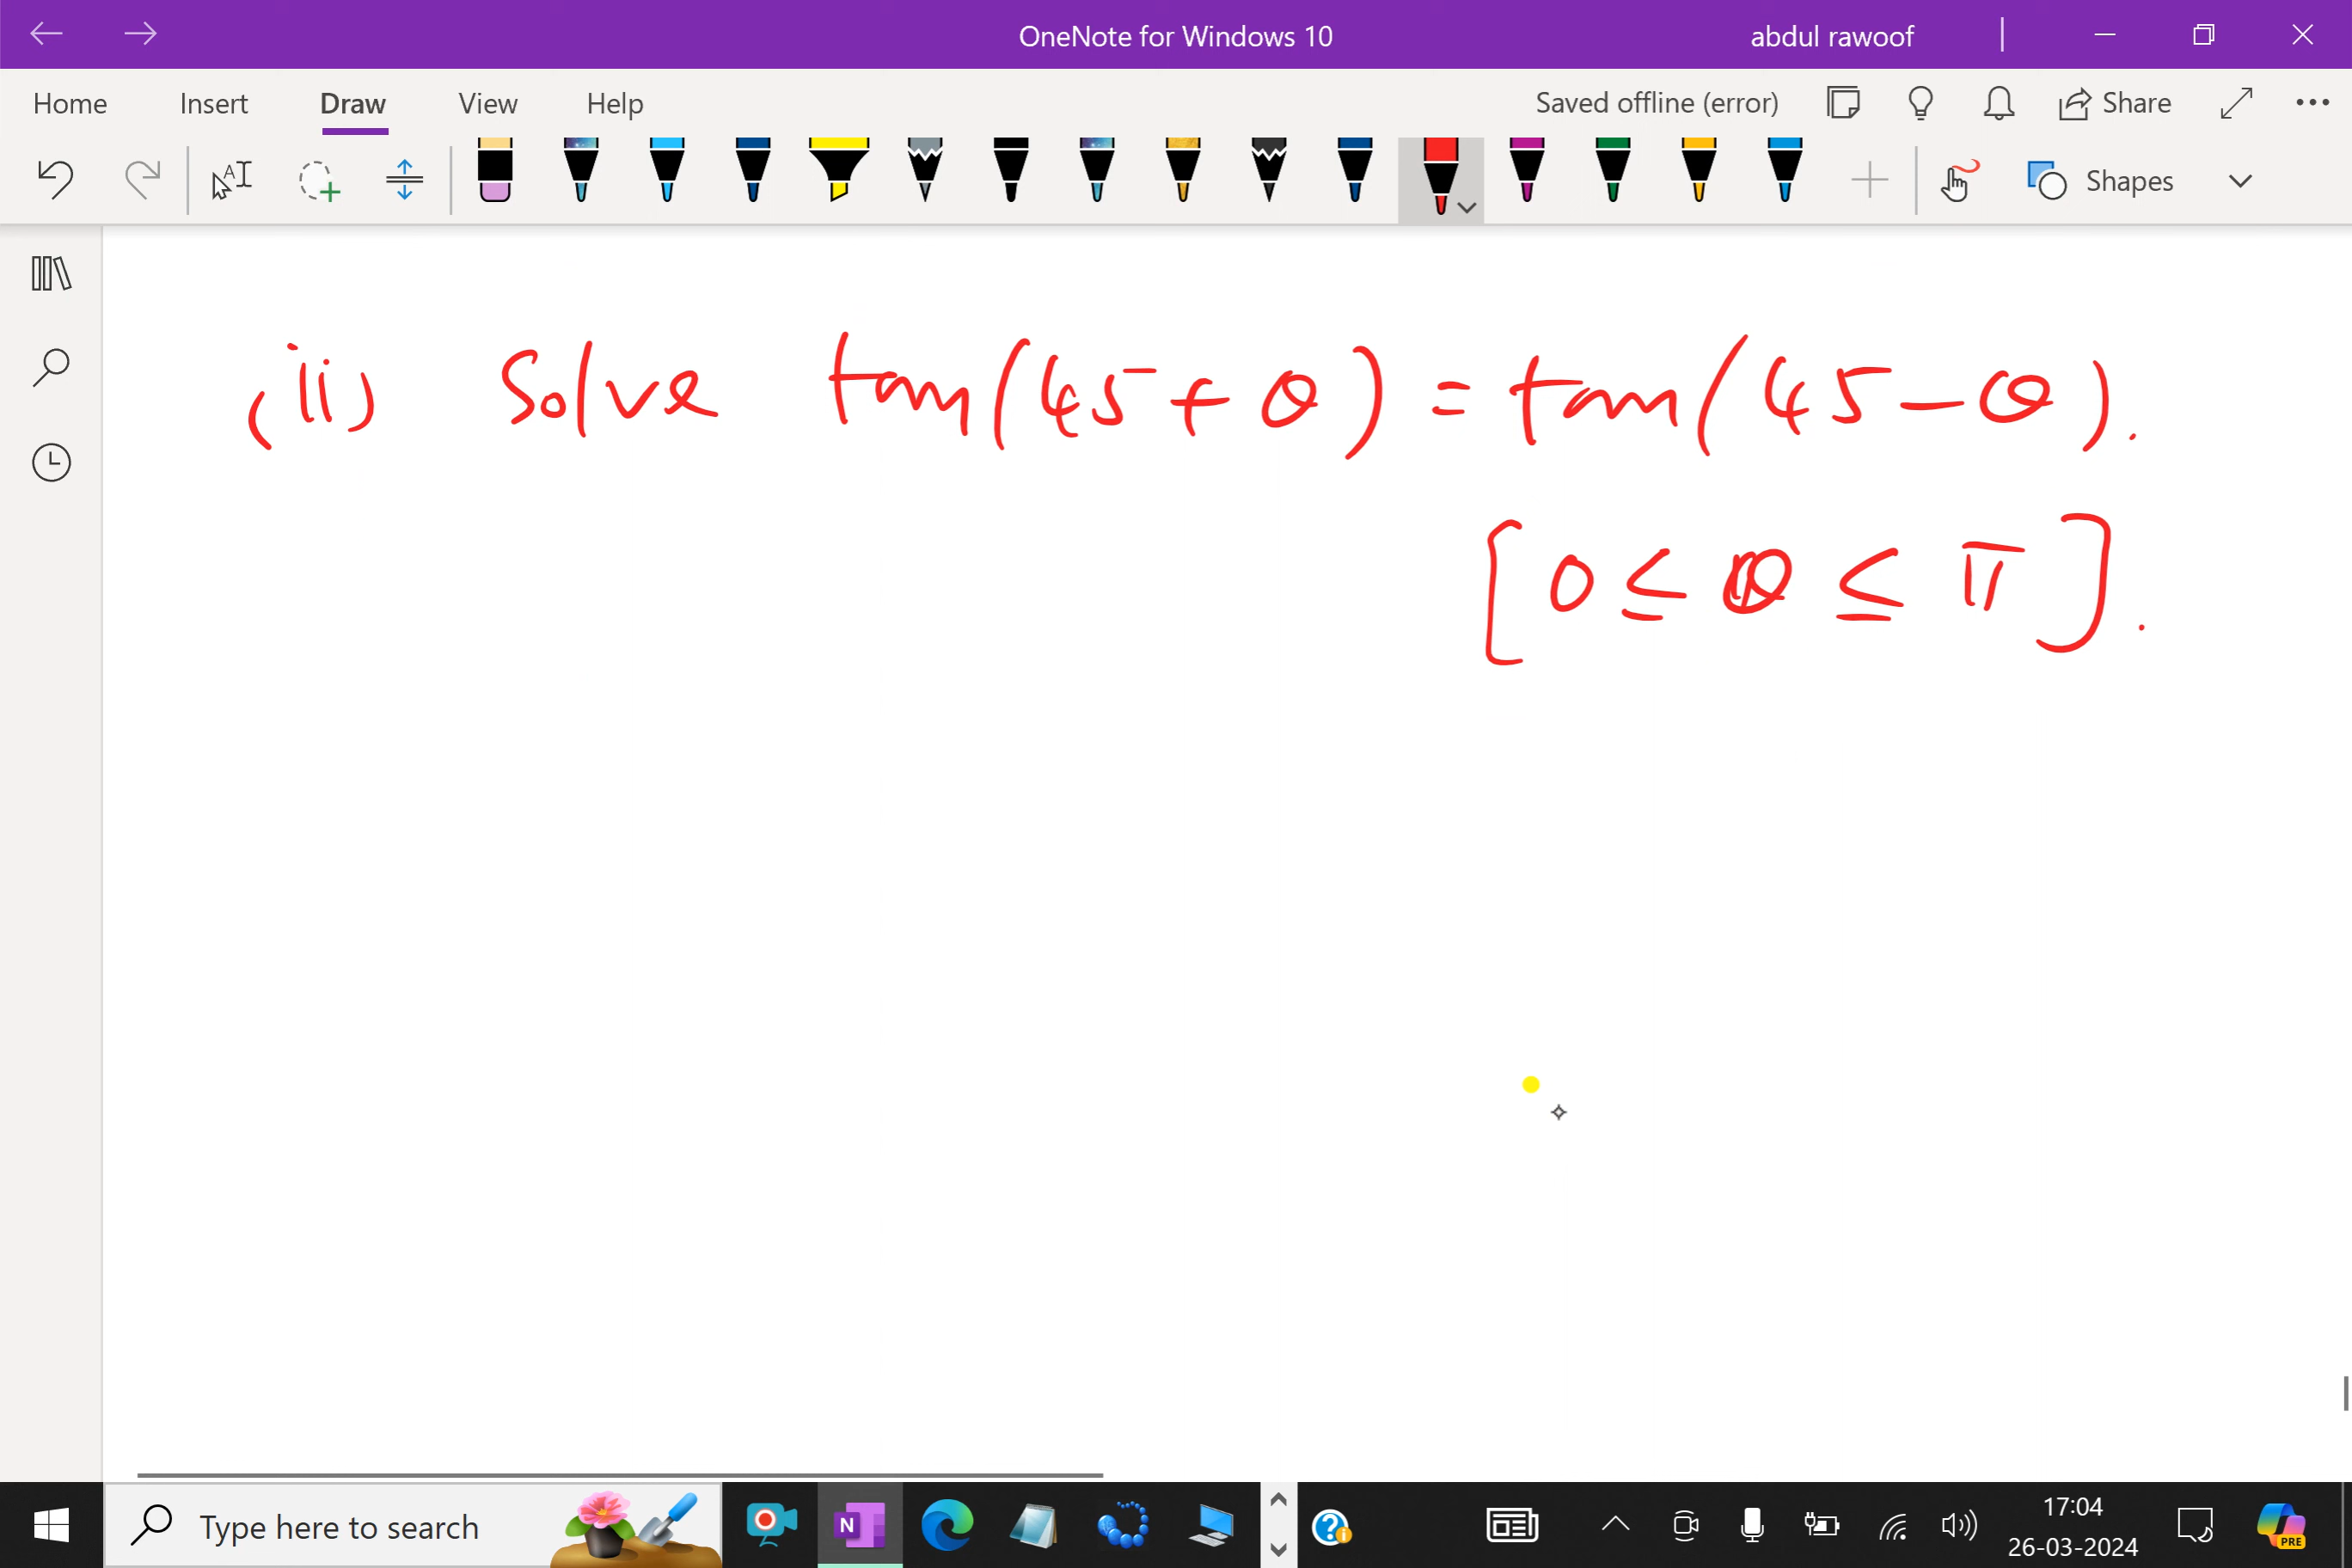 OneNote for Windows 10 abdul rawoof
Home Insert Draw View Help Saved offline (error) Share
Shapes
(ii) Solve tan(45+θ) = tan(45-θ).
[0 ≤ θ ≤ π].
Type here to search
17:04
26-03-2024
PRE